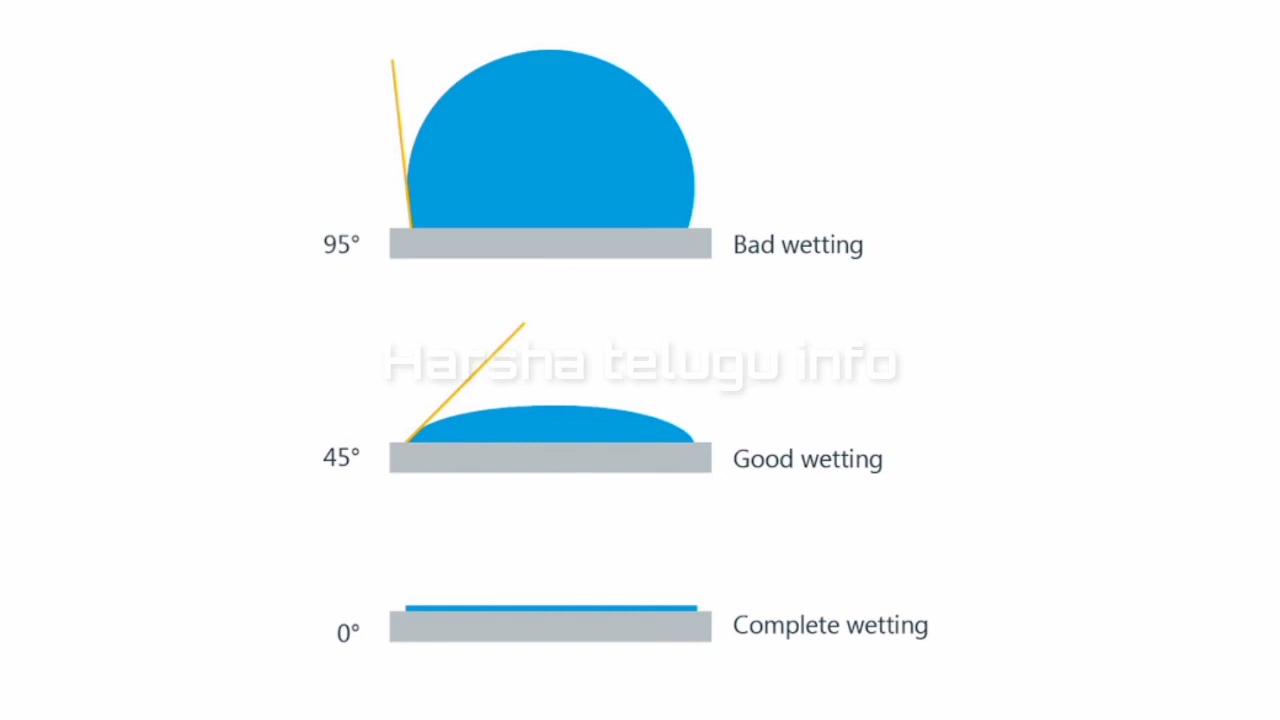 95°
Bad wetting
Harsha telugu info
45°
Good wetting
0°
Complete wetting